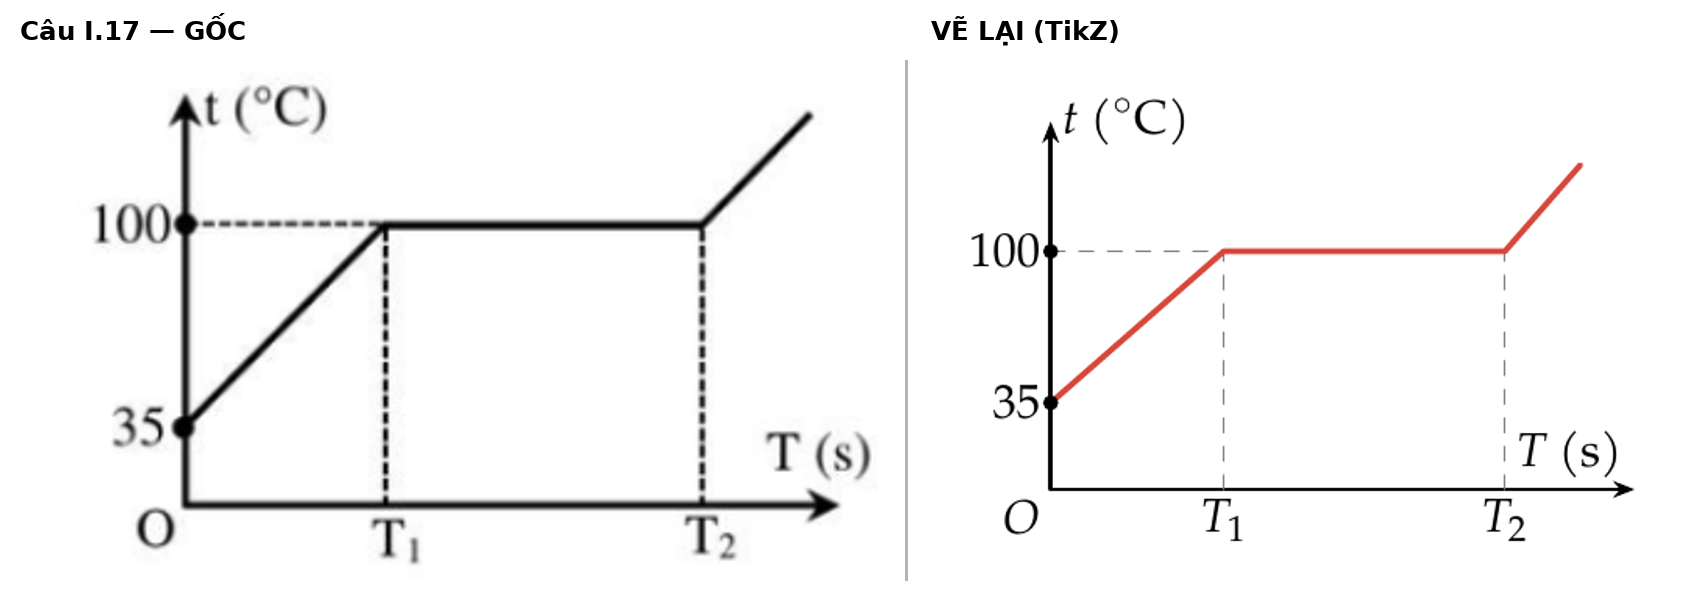 Câu I.17 — GỐC
t (°C)
100
35
T (s)
O
T₁
T₂
VẼ LẠI (TikZ)
t (°C)
100
35
T (s)
O
T₁
T₂